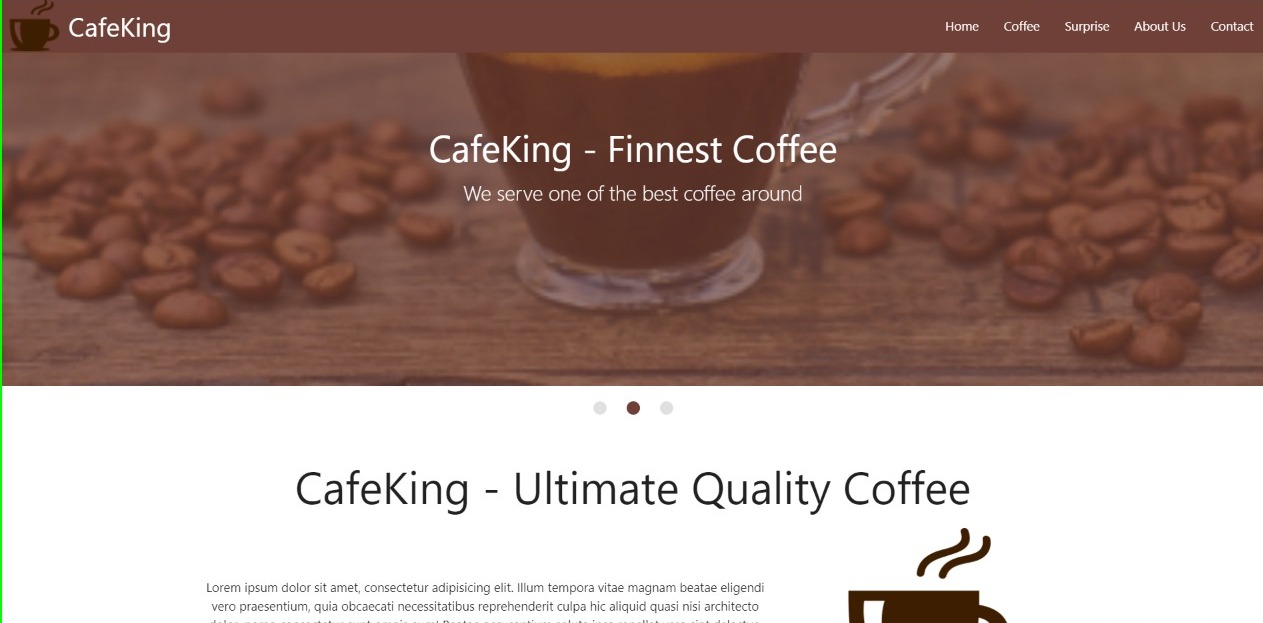 CafeKing
Home Coffee Surprise About Us Contact
CafeKing - Finnest Coffee
We serve one of the best coffee around
CafeKing - Ultimate Quality Coffee
Lorem ipsum dolor sit amet, consectetur adipisicing elit. Illum tempora vitae magnam beatae eligendi
vero praesentium, quia obcaecati necessitatibus reprehenderit culpa hic aliquid quasi nisi architecto